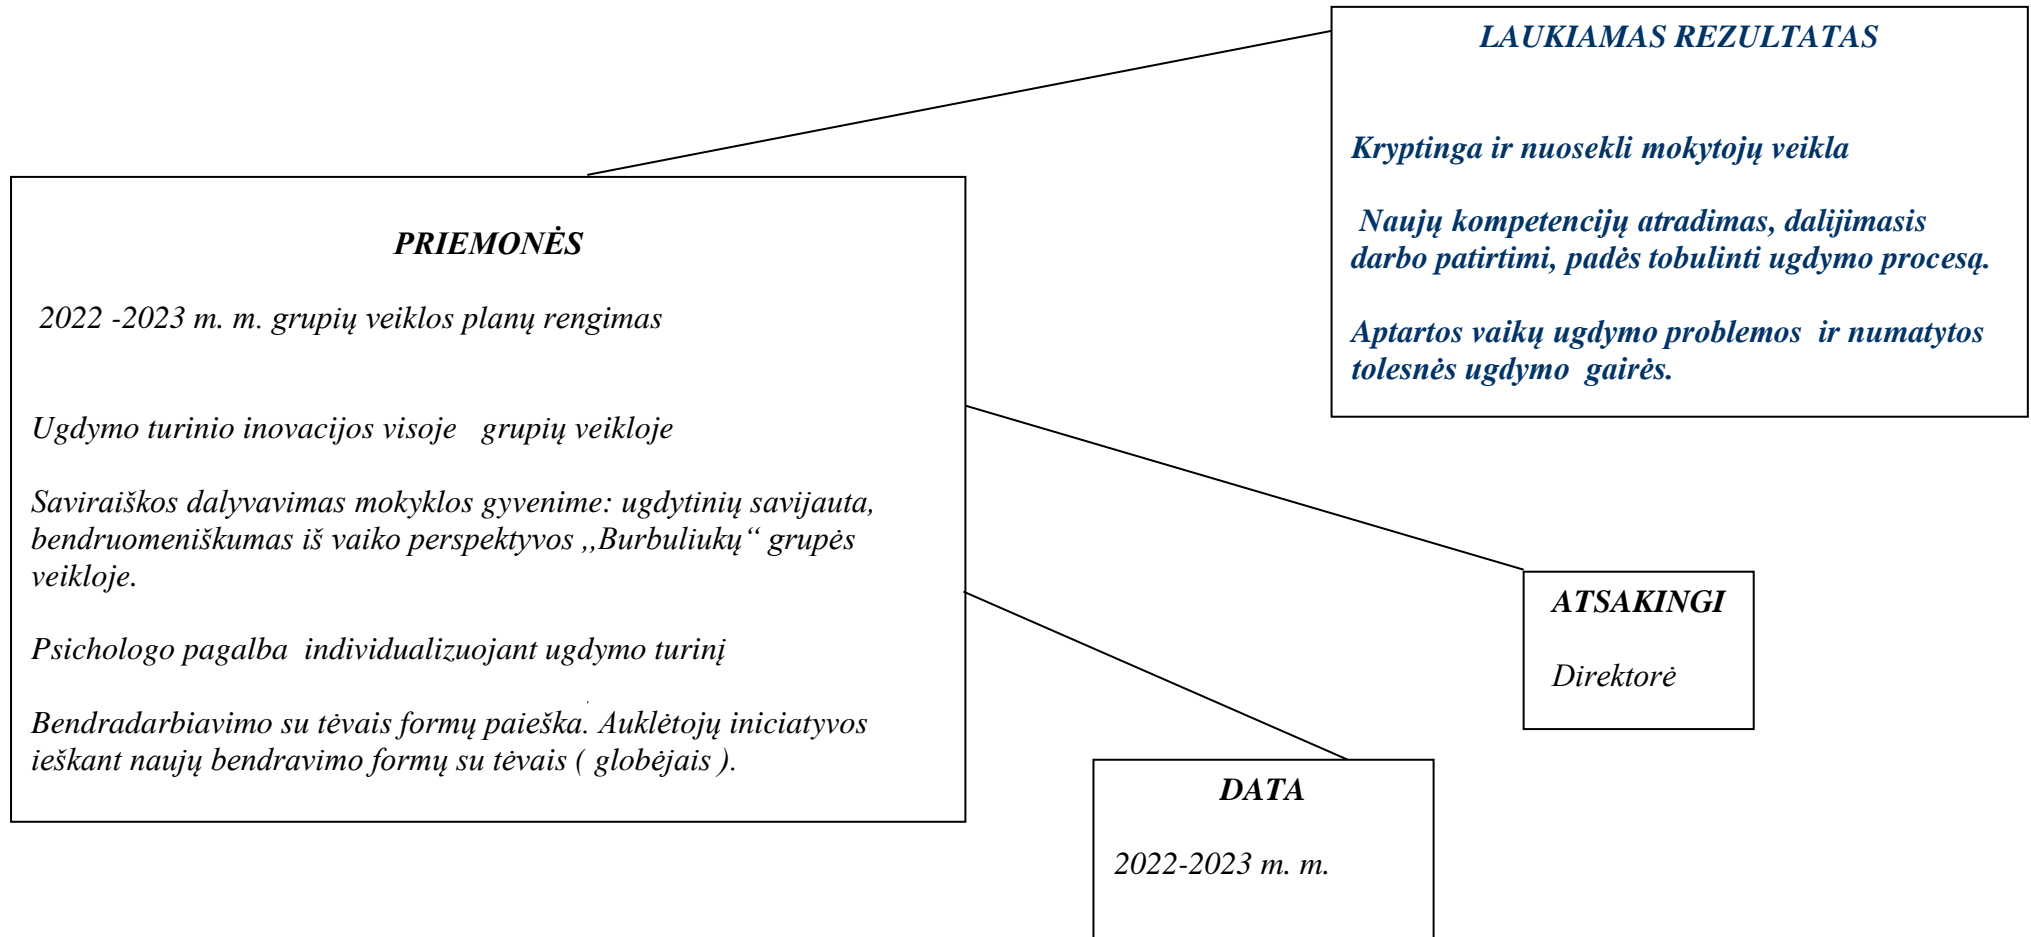 LAUKIAMAS REZULTATAS
Kryptinga ir nuosekli mokytojų veikla
Naujų kompetencijų atradimas, dalijimasis
darbo patirtimi, padės tobulinti ugdymo procesą.
Aptartos vaikų ugdymo problemos ir numatytos
tolesnės ugdymo gairės.
PRIEMONĖS
2022 -2023 m. m. grupių veiklos planų rengimas
Ugdymo turinio inovacijos visoje grupių veikloje
Saviraiškos dalyvavimas mokyklos gyvenime: ugdytinių savijauta,
bendruomeniškumas iš vaiko perspektyvos ,,Burbuliukų“ grupės
veikloje.
Psichologo pagalba individualizuojant ugdymo turinį
Bendradarbiavimo su tėvais formų paieška. Auklėtojų iniciatyvos
ieškant naujų bendravimo formų su tėvais ( globėjais ).
ATSAKINGI
Direktorė
DATA
2022-2023 m. m.